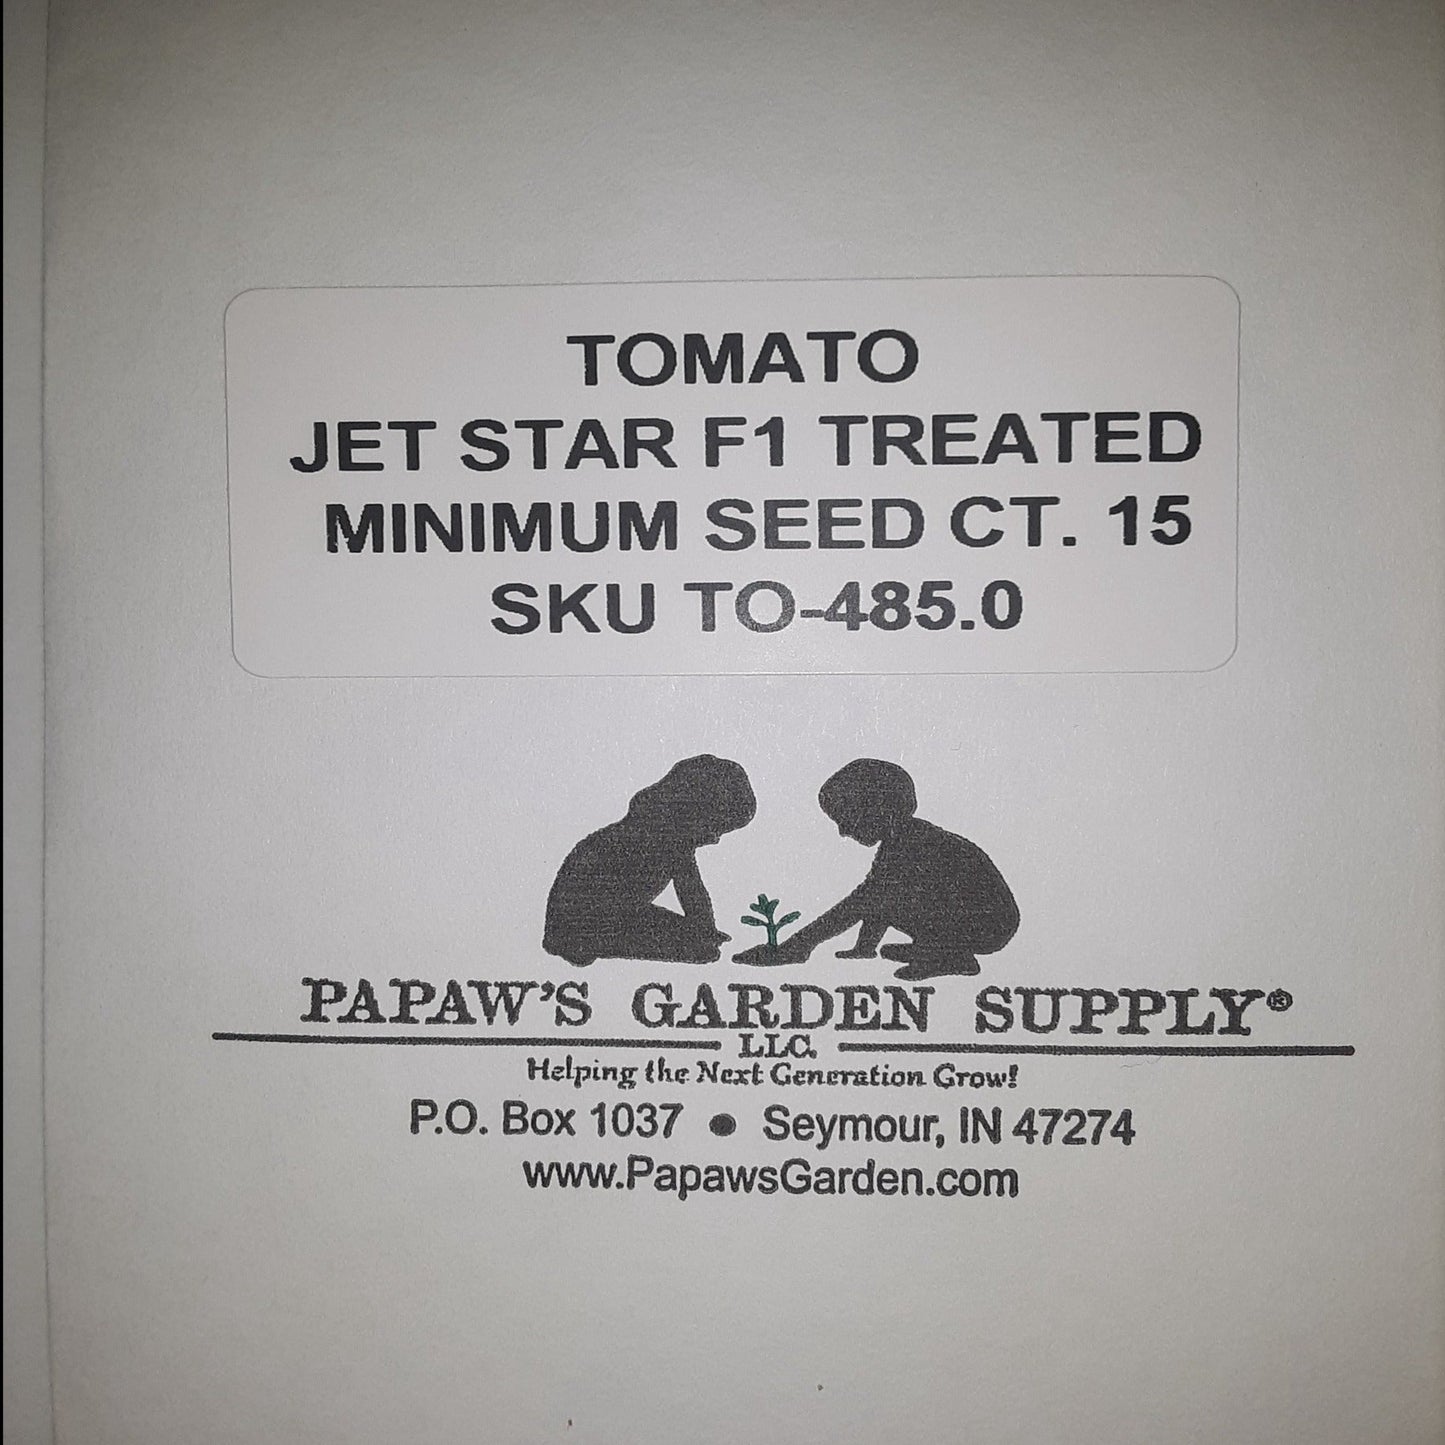 TOMATO
JET STAR F1 TREATED
MINIMUM SEED CT. 15
SKU TO-485.0
PAPAW'S GARDEN SUPPLY®
LLC.
Helping the Next Generation Grow!
P.O. Box 1037 ● Seymour, IN 47274
www.PapawsGarden.com